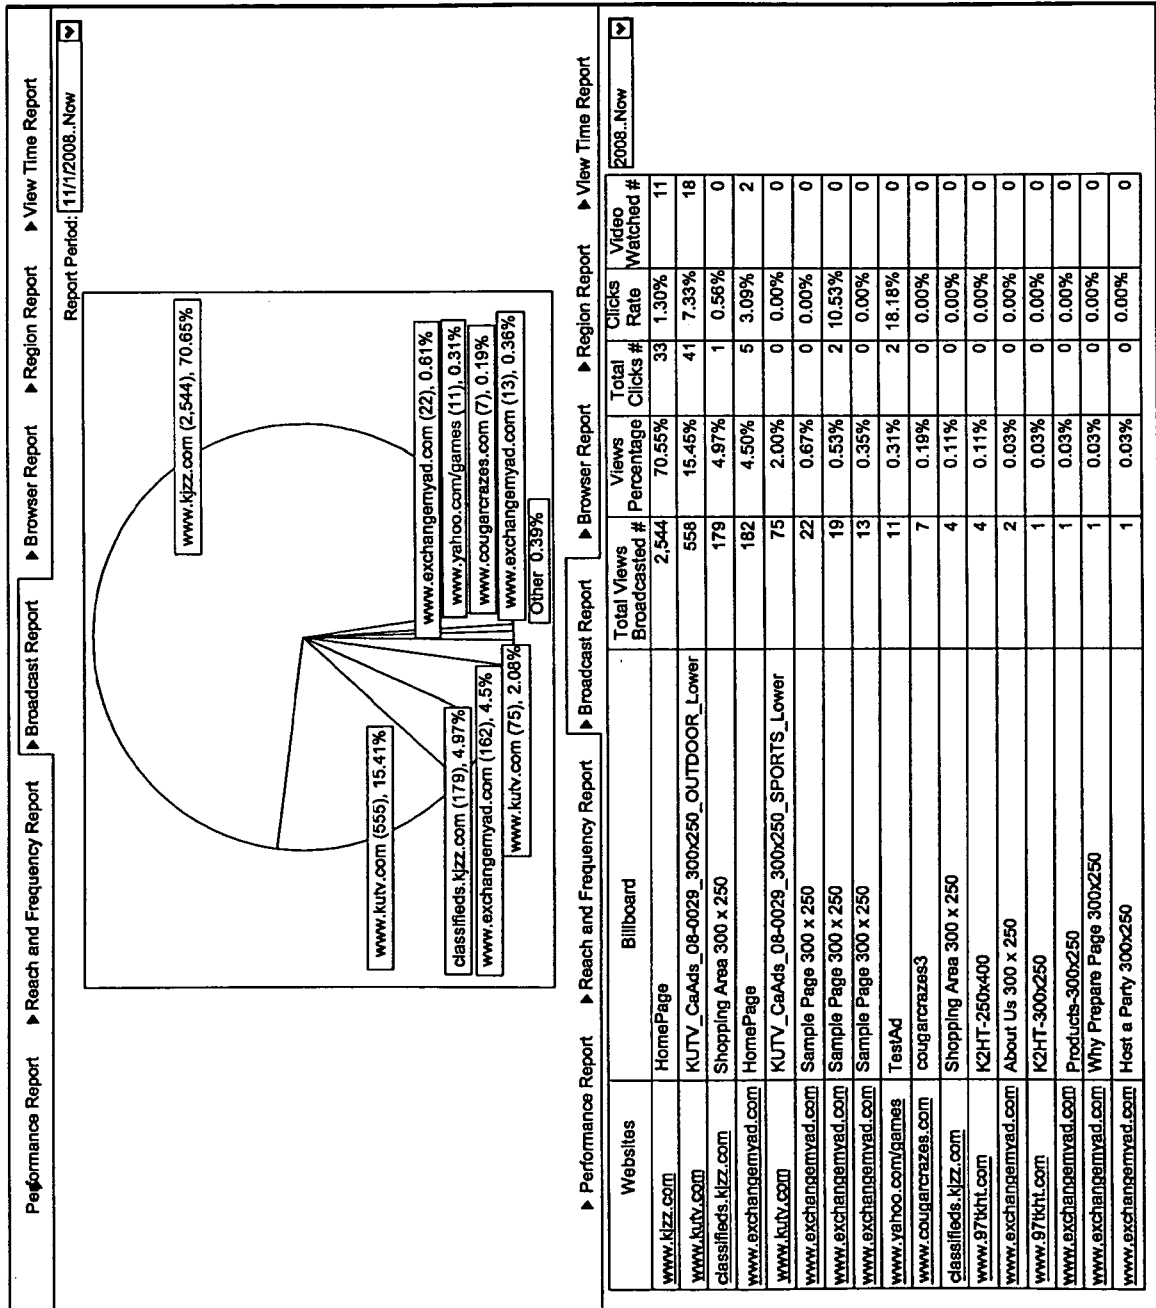 Performance Report ▶ Reach and Frequency Report ▶ Broadcast Report ▶ Browser Report ▶ Region Report ▶ View Time Report
Report Period: 11/1/2008..Now
www.kjzz.com (2,544), 70.65%
www.kutv.com (555), 15.41%
classifieds.kjzz.com (179), 4.97%
www.exchangemyad.com (162), 4.5%
www.kutv.com (75), 2.08%
www.exchangemyad.com (22), 0.61%
www.yahoo.com/games (11), 0.31%
www.cougarcrazes.com (7), 0.19%
www.exchangemyad.com (13), 0.36%
Other 0.39%
▶ Performance Report ▶ Reach and Frequency Report ▶ Broadcast Report ▶ Browser Report ▶ Region Report ▶ View Time Report
2008..Now
Websites Billboard Total Views Broadcasted # Views Percentage Total Clicks # Clicks Rate Video Watched #
www.kjzz.com HomePage 2,544 70.55% 33 1.30% 11
www.kutv.com KUTV_CaAds_08-0029_300x250_OUTDOOR_Lower 558 15.45% 41 7.33% 18
classifieds.kjzz.com Shopping Area 300 x 250 179 4.97% 1 0.56% 0
www.exchangemyad.com HomePage 182 4.50% 5 3.09% 2
www.kutv.com KUTV_CaAds_08-0029_300x250_SPORTS_Lower 75 2.00% 0 0.00% 0
www.exchangemyad.com Sample Page 300 x 250 22 0.67% 0 0.00% 0
www.exchangemyad.com Sample Page 300 x 250 19 0.53% 2 10.53% 0
www.exchangemyad.com Sample Page 300 x 250 13 0.35% 0 0.00% 0
www.yahoo.com/games TestAd 11 0.31% 2 18.18% 0
www.cougarcrazes.com cougarcrazes3 7 0.19% 0 0.00% 0
classifieds.kjzz.com Shopping Area 300 x 250 4 0.11% 0 0.00% 0
www.97tkht.com K2HT-250x400 4 0.11% 0 0.00% 0
www.exchangemyad.com About Us 300 x 250 2 0.03% 0 0.00% 0
www.97tkht.com K2HT-300x250 1 0.03% 0 0.00% 0
www.exchangemyad.com Products-300x250 1 0.03% 0 0.00% 0
www.exchangemyad.com Why Prepare Page 300x250 1 0.03% 0 0.00% 0
www.exchangemyad.com Host a Party 300x250 1 0.03% 0 0.00% 0